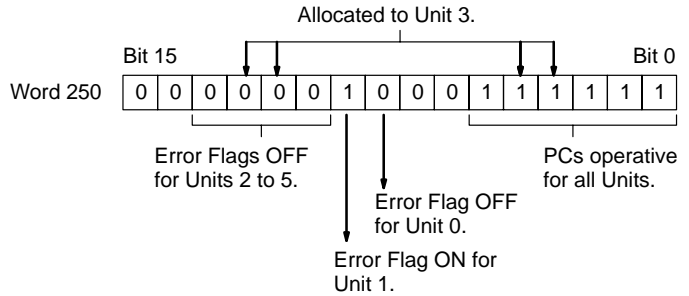 Allocated to Unit 3.
Bit 15 Bit 0
Word 250 0 0 0 0 0 0 1 0 0 0 1 1 1 1 1 1
Error Flags OFF
for Units 2 to 5.
PCs operative
for all Units.
Error Flag OFF
for Unit 0.
Error Flag ON for
Unit 1.